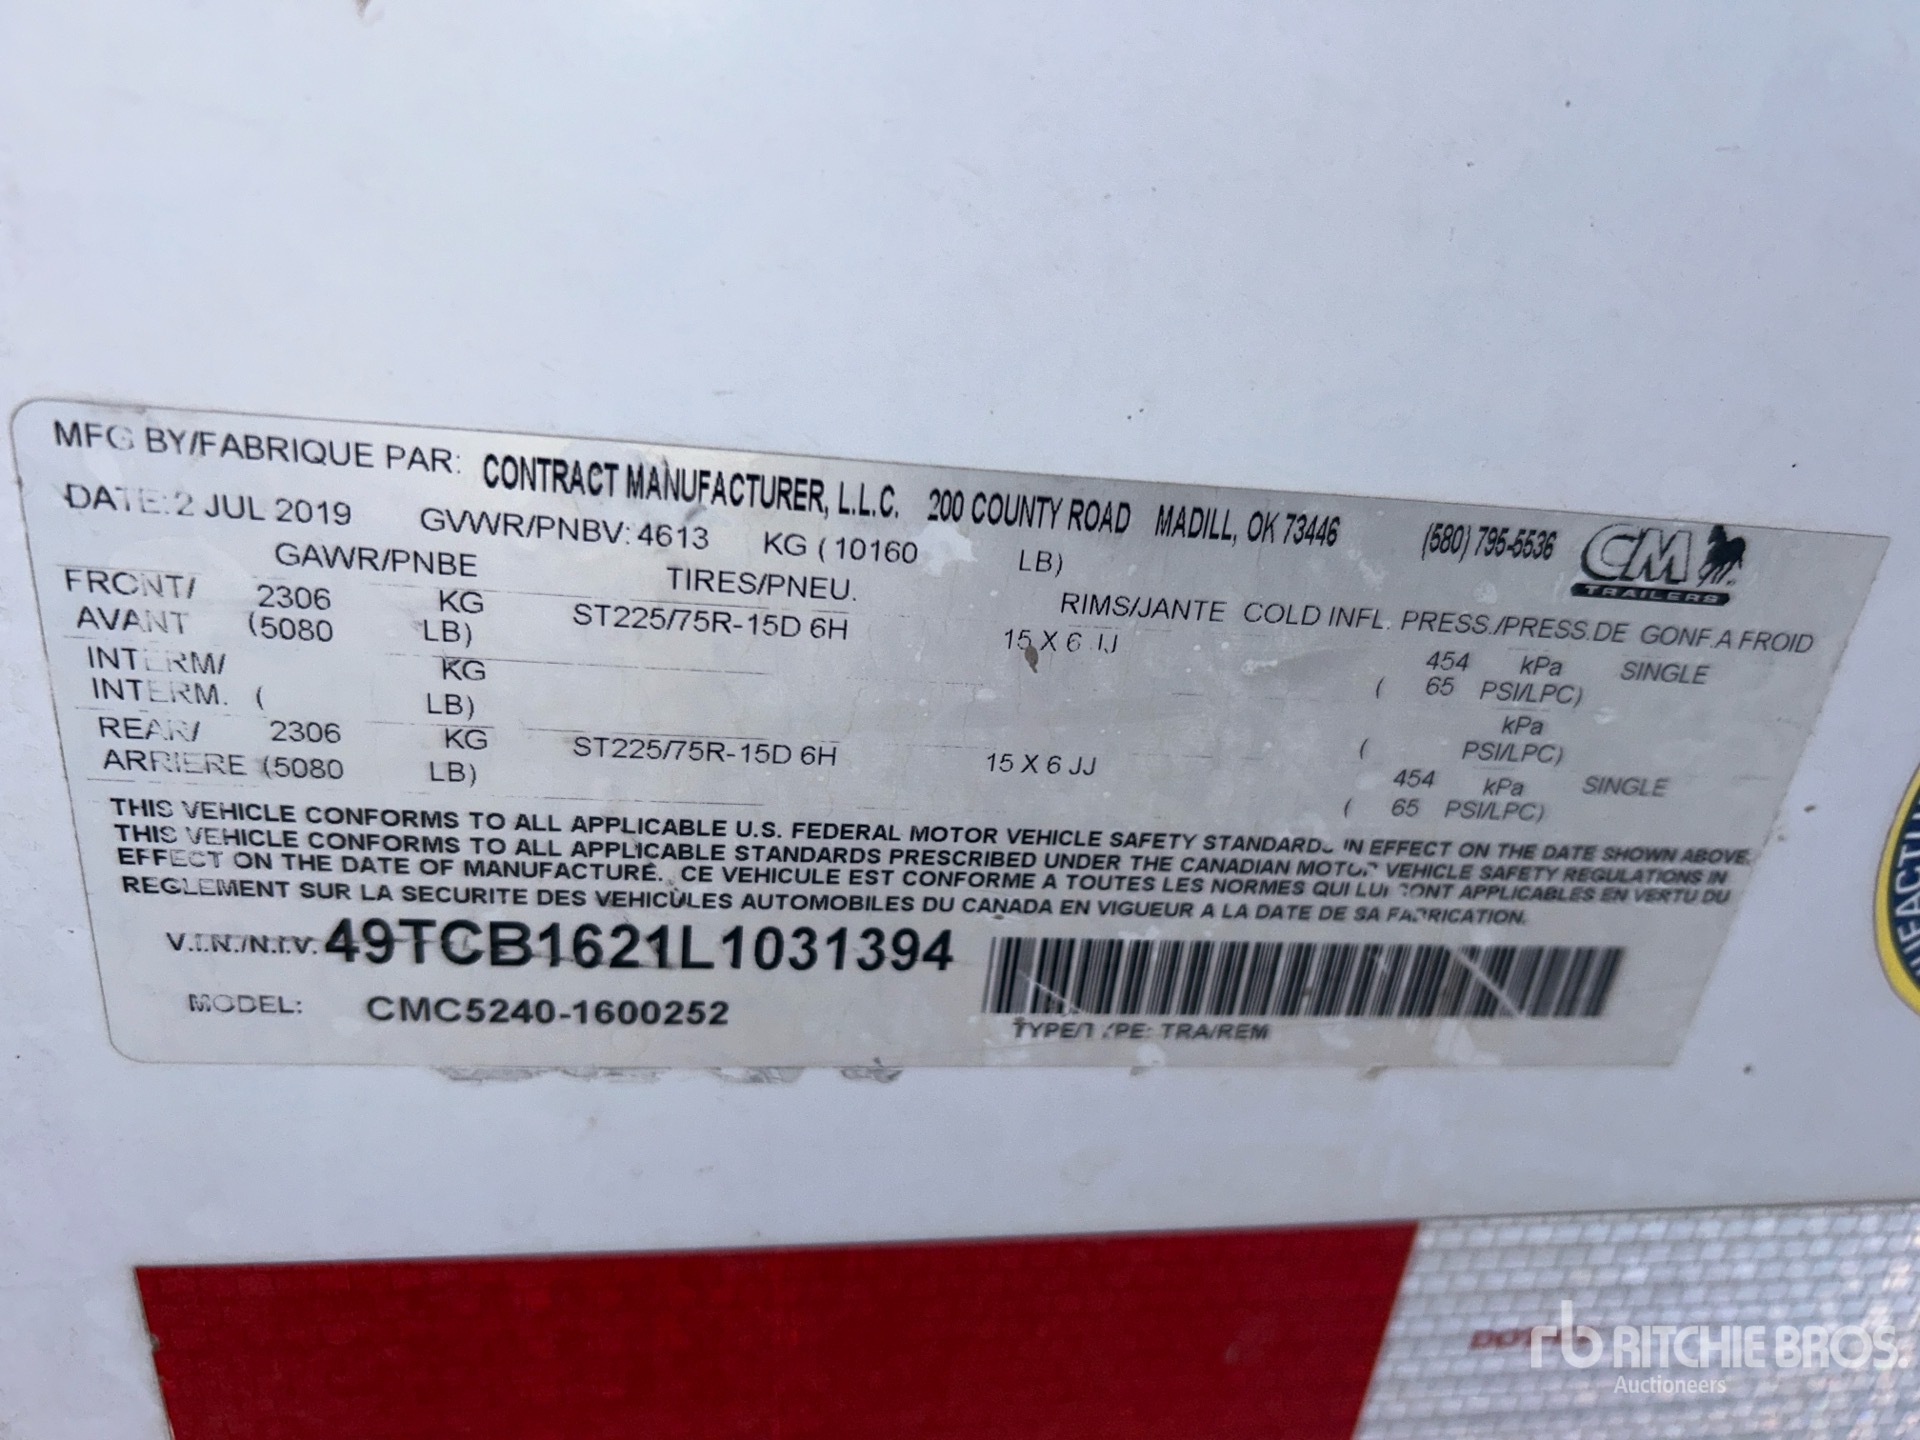 MFG BY/FABRIQUE PAR: CONTRACT MANUFACTURER, L.L.C. 200 COUNTY ROAD MADILL, OK 73446 (580) 795-5536 CM TRAILERS
DATE: 2 JUL 2019 GVWR/PNBV: 4613 KG (10160 LB)
GAWR/PNBE TIRES/PNEU. RIMS/JANTE COLD INFL. PRESS./PRESS.DE GONF.A FROID
FRONT/ 2306 KG ST225/75R-15D 6H 15 X 6 JJ 454 kPa SINGLE
AVANT (5080 LB) ( 65 PSI/LPC)
INTERM/ KG kPa
INTERM. ( LB) ( PSI/LPC)
REAR/ 2306 KG ST225/75R-15D 6H 15 X 6 JJ 454 kPa SINGLE
ARRIERE (5080 LB) ( 65 PSI/LPC)
THIS VEHICLE CONFORMS TO ALL APPLICABLE U.S. FEDERAL MOTOR VEHICLE SAFETY STANDARDS IN EFFECT ON THE DATE SHOWN ABOVE.
THIS VEHICLE CONFORMS TO ALL APPLICABLE STANDARDS PRESCRIBED UNDER THE CANADIAN MOTOR VEHICLE SAFETY REGULATIONS IN
EFFECT ON THE DATE OF MANUFACTURE. CE VEHICULE EST CONFORME A TOUTES LES NORMES QUI LUI SONT APPLICABLES EN VERTU DU
REGLEMENT SUR LA SECURITE DES VEHICULES AUTOMOBILES DU CANADA EN VIGUEUR A LA DATE DE SA FABRICATION.
V.I.N./N.I.V. 49TCB1621L1031394
MODEL: CMC5240-1600252 TYPE/TYPE: TRA/REM
rb RITCHIE BROS.
Auctioneers